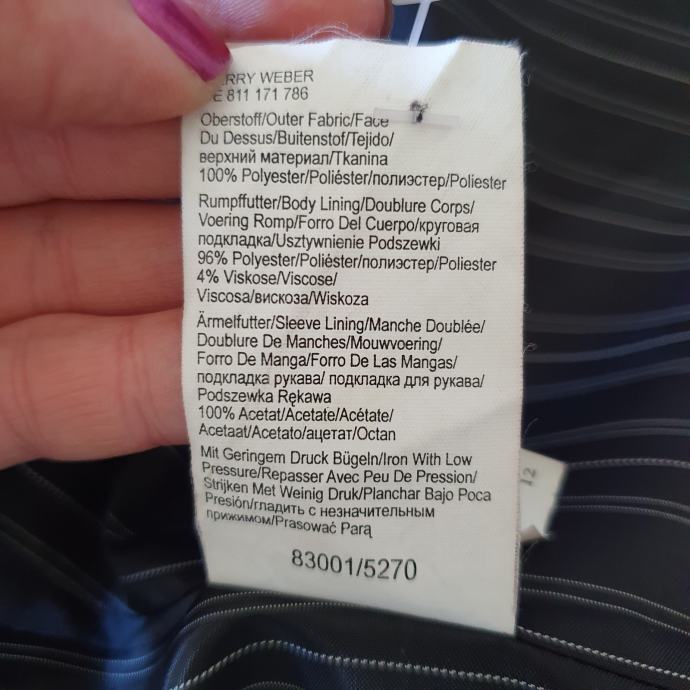 ERRY WEBER
E 811 171 786
Oberstoff/Outer Fabric/Face
Du Dessus/Buitenstof/Tejido/
верхний материал/Tkanina
100% Polyester/Poliéster/полиэстер/Poliester
Rumpffutter/Body Lining/Doublure Corps/
Voering Romp/Forro Del Cuerpo/круговая
подкладка/Usztywnienie Podszewki
96% Polyester/Poliéster/полиэстер/Poliester
4% Viskose/Viscose/
Viscosa/вискоза/Wiskoza
Ärmelfutter/Sleeve Lining/Manche Doublée/
Doublure De Manches/Mouwvoering/
Forro De Manga/Forro De Las Mangas/
подкладка рукава/ подкладка для рукава/
Podszewka Rękawa
100% Acetat/Acetate/Acétate/
Acetaat/Acetato/ацетат/Octan
Mit Geringem Druck Bügeln/Iron With Low
Pressure/Repasser Avec Peu De Pression/
Strijken Met Weinig Druk/Planchar Bajo Poca
Presión/гладить с незначительным
прижимом/Prasować Parą
83001/5270
12